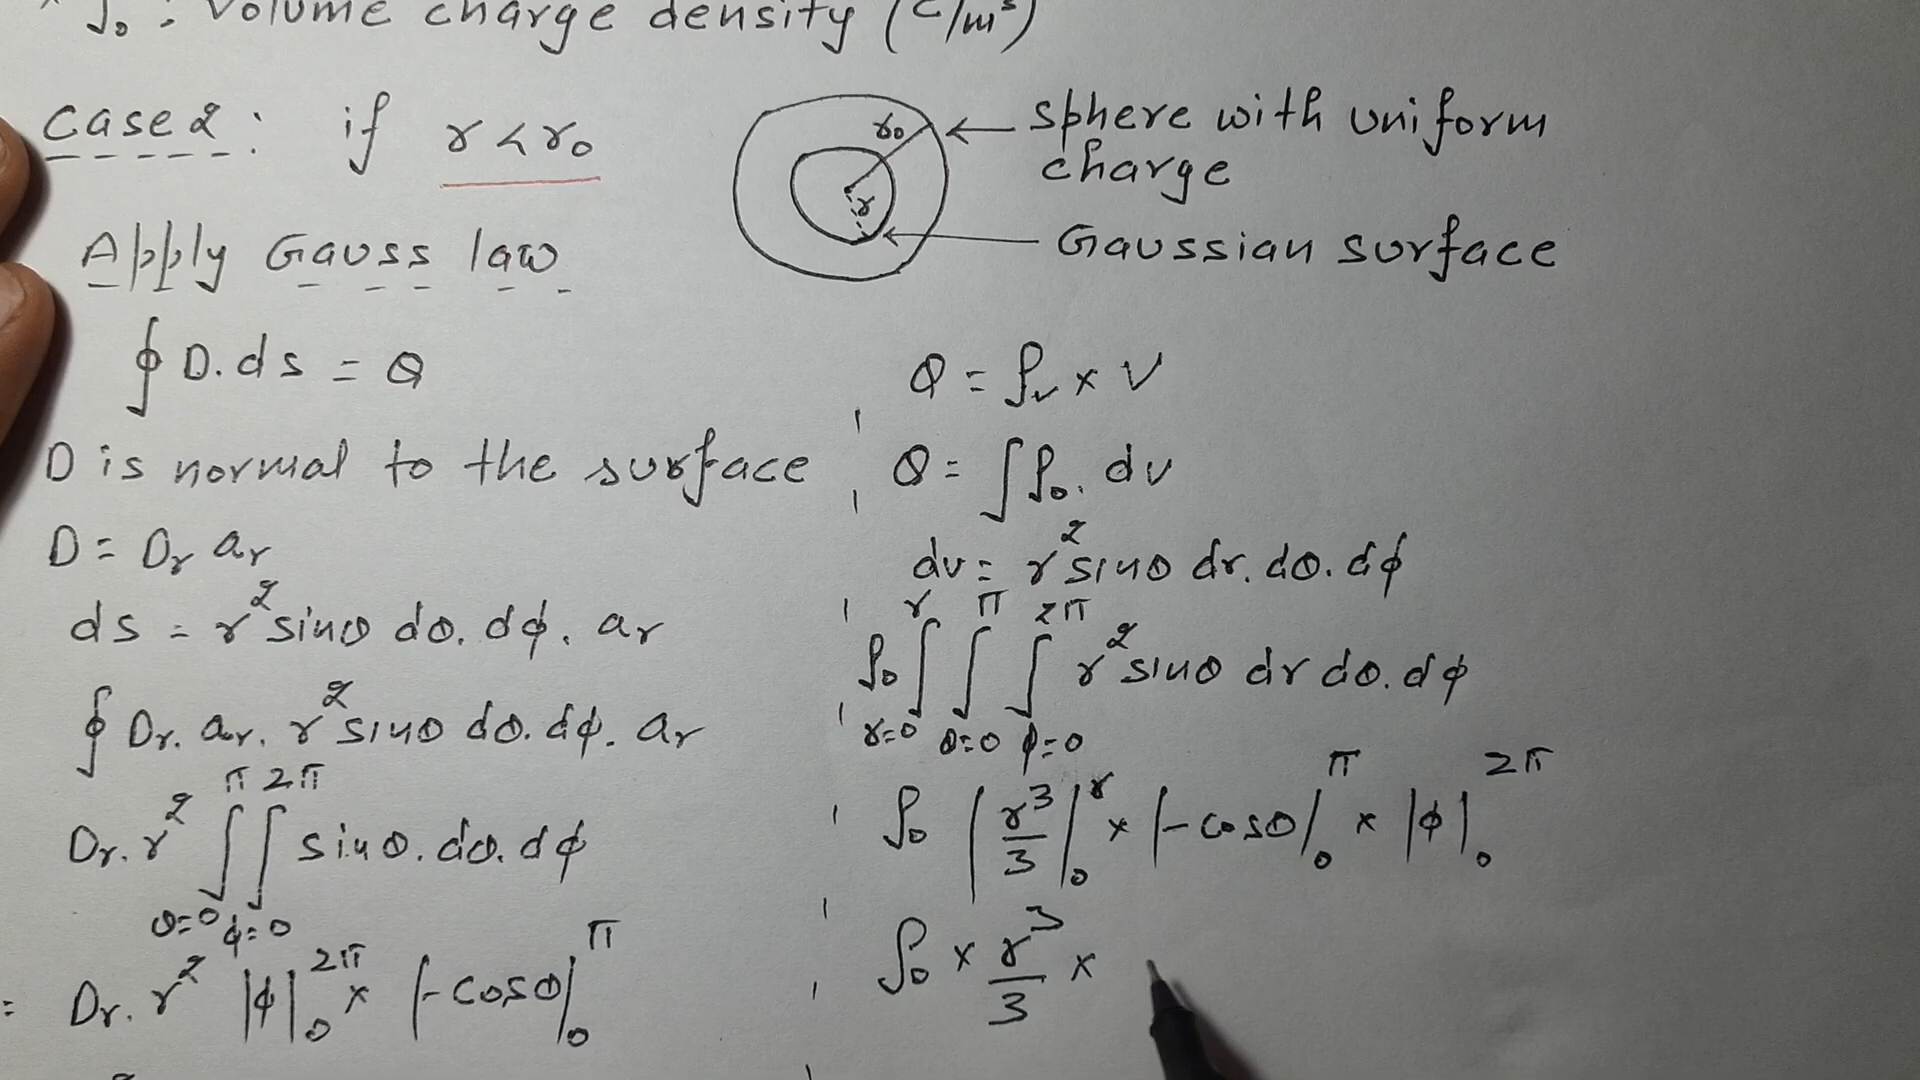 ρ₀ : Volume charge density (C/m³)
Case 2 : if r < r₀
r₀
r
sphere with uniform
charge
Gaussian surface
Apply Gauss law
∮ D. ds = Q
D is normal to the surface
D = Dr ar
ds = r² sinθ dθ. dφ. ar
∮ Dr. ar. r² sinθ dθ. dφ. ar
Dr. r² ∫_{θ=0}^{π} ∫_{φ=0}^{2π} sinθ. dθ. dφ
= Dr. r² |φ|₀^{2π} × |-cosθ|₀^{π}
Q = ρv × V
Q = ∫ ρ₀. dv
dv = r² sinθ dr. dθ. dφ
ρ₀ ∫_{r=0}^{r} ∫_{θ=0}^{π} ∫_{φ=0}^{2π} r² sinθ dr dθ. dφ
ρ₀ |r³/3|₀^{r} × |-cosθ|₀^{π} × |φ|₀^{2π}
ρ₀ × r³/3 ×